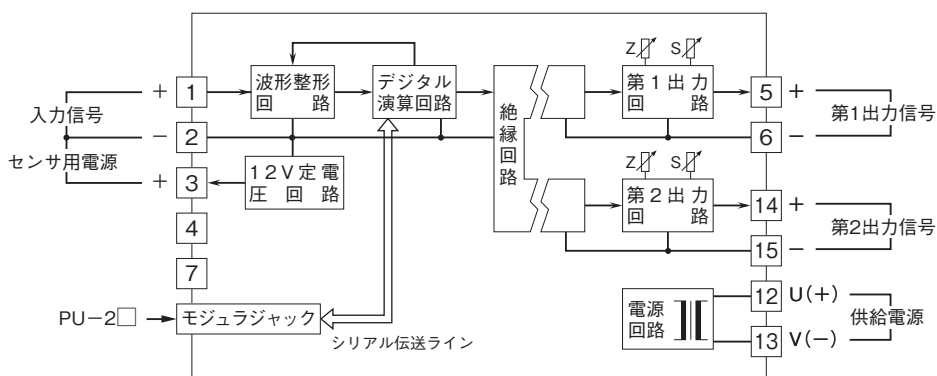 入力信号
センサ用電源
+ 1
− 2
+ 3
4
7
PU−2□
波形整形
回路
デジタル
演算回路
12V定電
圧回路
モジュラジャック
シリアル伝送ライン
絶縁回路
Z S
第1出力
回路
5 +
6 −
第1出力信号
Z S
第2出力
回路
14 +
15 −
第2出力信号
電源
回路
12 U(+)
13 V(−)
供給電源